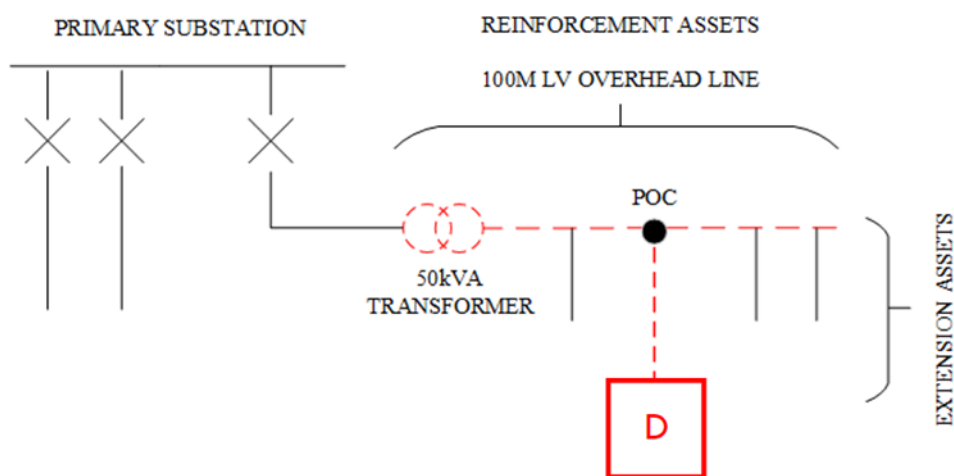 PRIMARY SUBSTATION
REINFORCEMENT ASSETS
100M LV OVERHEAD LINE
POC
50kVA
TRANSFORMER
EXTENSION ASSETS
D